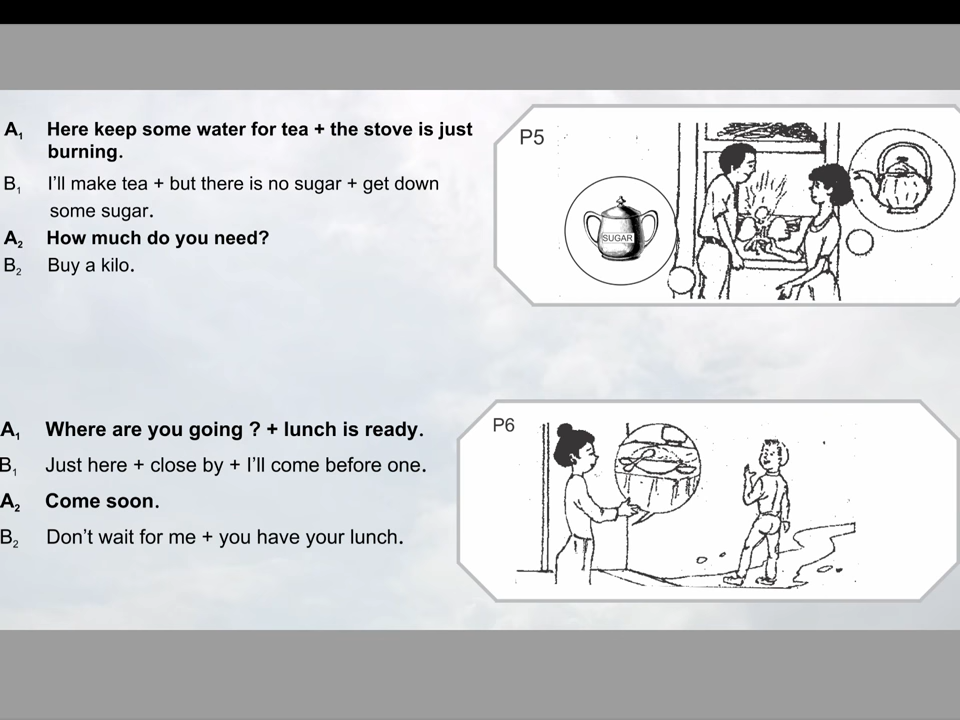 A1 Here keep some water for tea + the stove is just
burning.
B1 I'll make tea + but there is no sugar + get down
some sugar.
A2 How much do you need?
B2 Buy a kilo.
P5
SUGAR
A1 Where are you going ? + lunch is ready.
B1 Just here + close by + I'll come before one.
A2 Come soon.
B2 Don't wait for me + you have your lunch.
P6